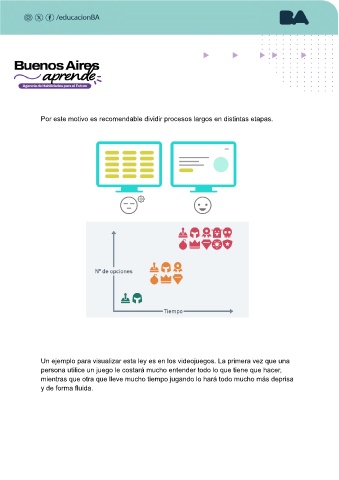 /educacionBA
BA
Buenos Aires
aprende
Agencia de Habilidades para el Futuro
Por este motivo es recomendable dividir procesos largos en distintas etapas.
N° de opciones
Tiempo
Un ejemplo para visualizar esta ley es en los videojuegos. La primera vez que una
persona utilice un juego le costará mucho entender todo lo que tiene que hacer,
mientras que otra que lleve mucho tiempo jugando lo hará todo mucho más deprisa
y de forma fluida.